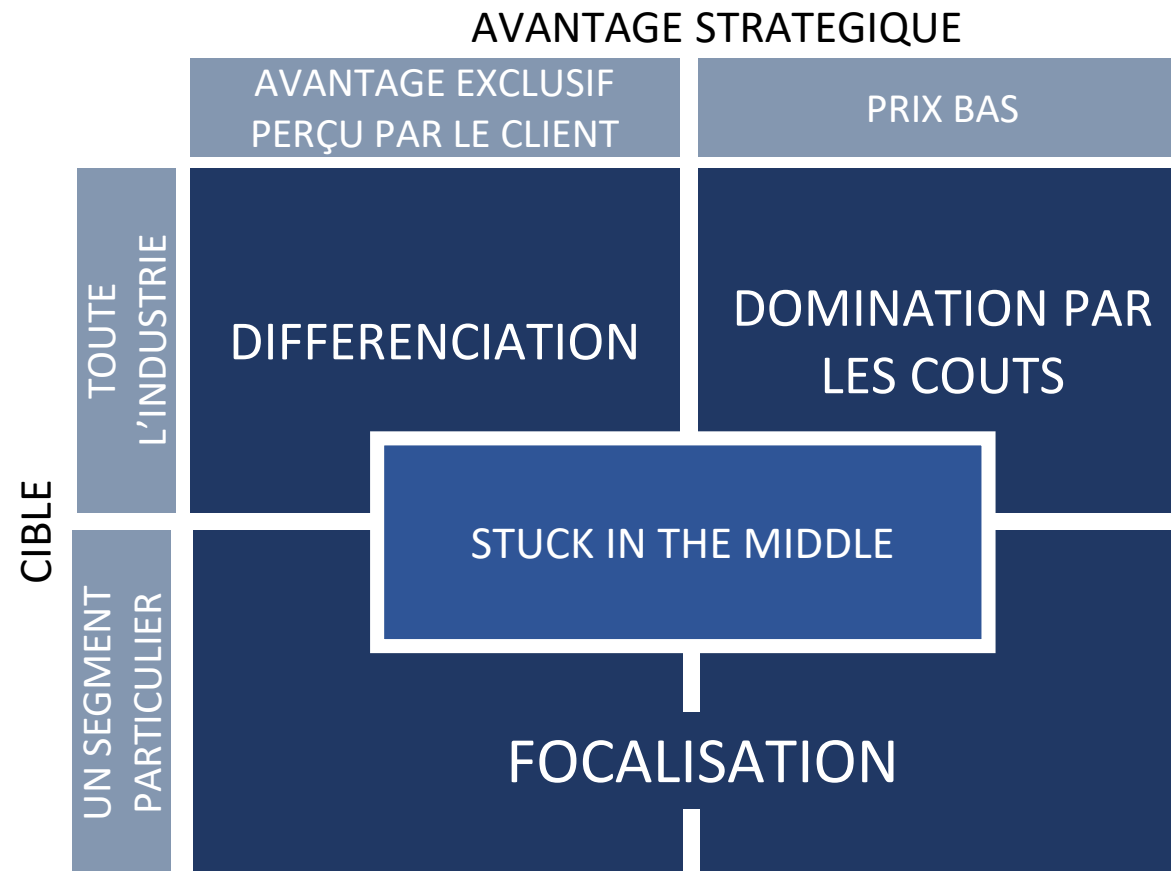 AVANTAGE STRATEGIQUE
AVANTAGE EXCLUSIF
PERÇU PAR LE CLIENT
PRIX BAS
CIBLE
TOUTE
L’INDUSTRIE
DIFFERENCIATION
DOMINATION PAR
LES COUTS
STUCK IN THE MIDDLE
UN SEGMENT
PARTICULIER
FOCALISATION